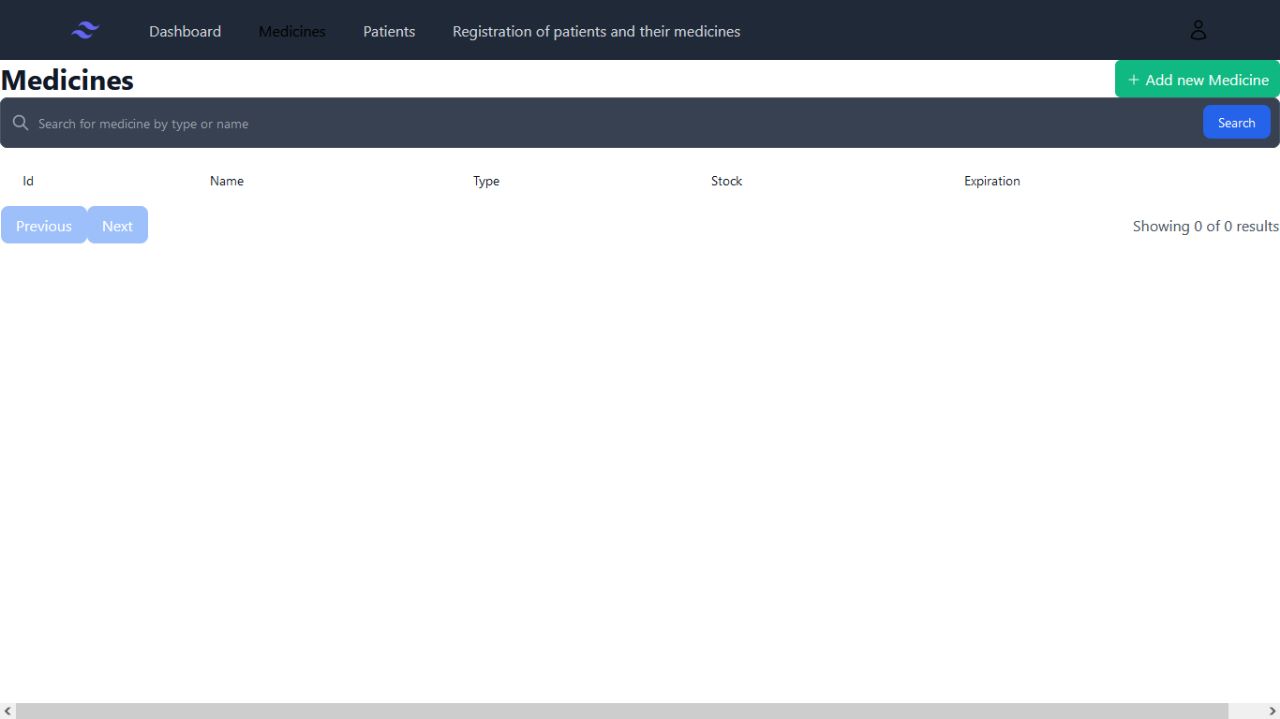 Dashboard Medicines Patients Registration of patients and their medicines
Medicines
+ Add new Medicine
Search for medicine by type or name
Search
Id Name Type Stock Expiration
Previous Next Showing 0 of 0 results